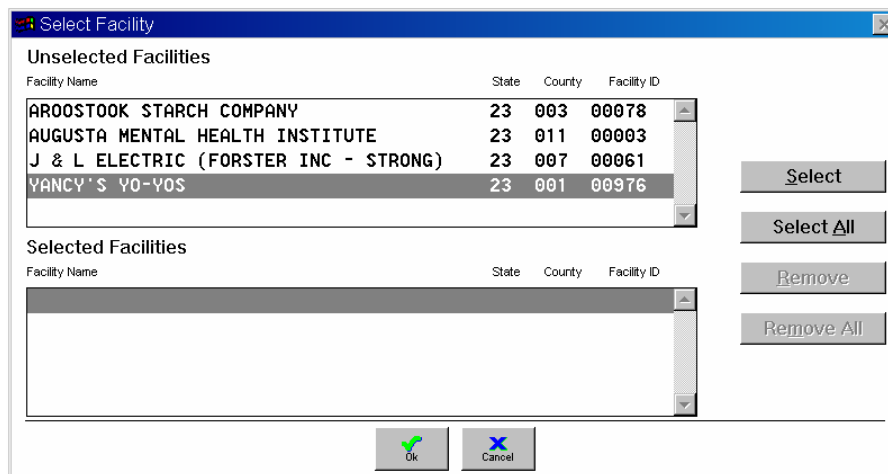 Select Facility
Unselected Facilities
Facility Name State County Facility ID
AROOSTOOK STARCH COMPANY 23 003 00078
AUGUSTA MENTAL HEALTH INSTITUTE 23 011 00003
J & L ELECTRIC (FORSTER INC - STRONG) 23 007 00061
YANCY'S YO-YOS 23 001 00976
Select
Select All
Selected Facilities
Facility Name State County Facility ID
Remove
Remove All
Ok Cancel